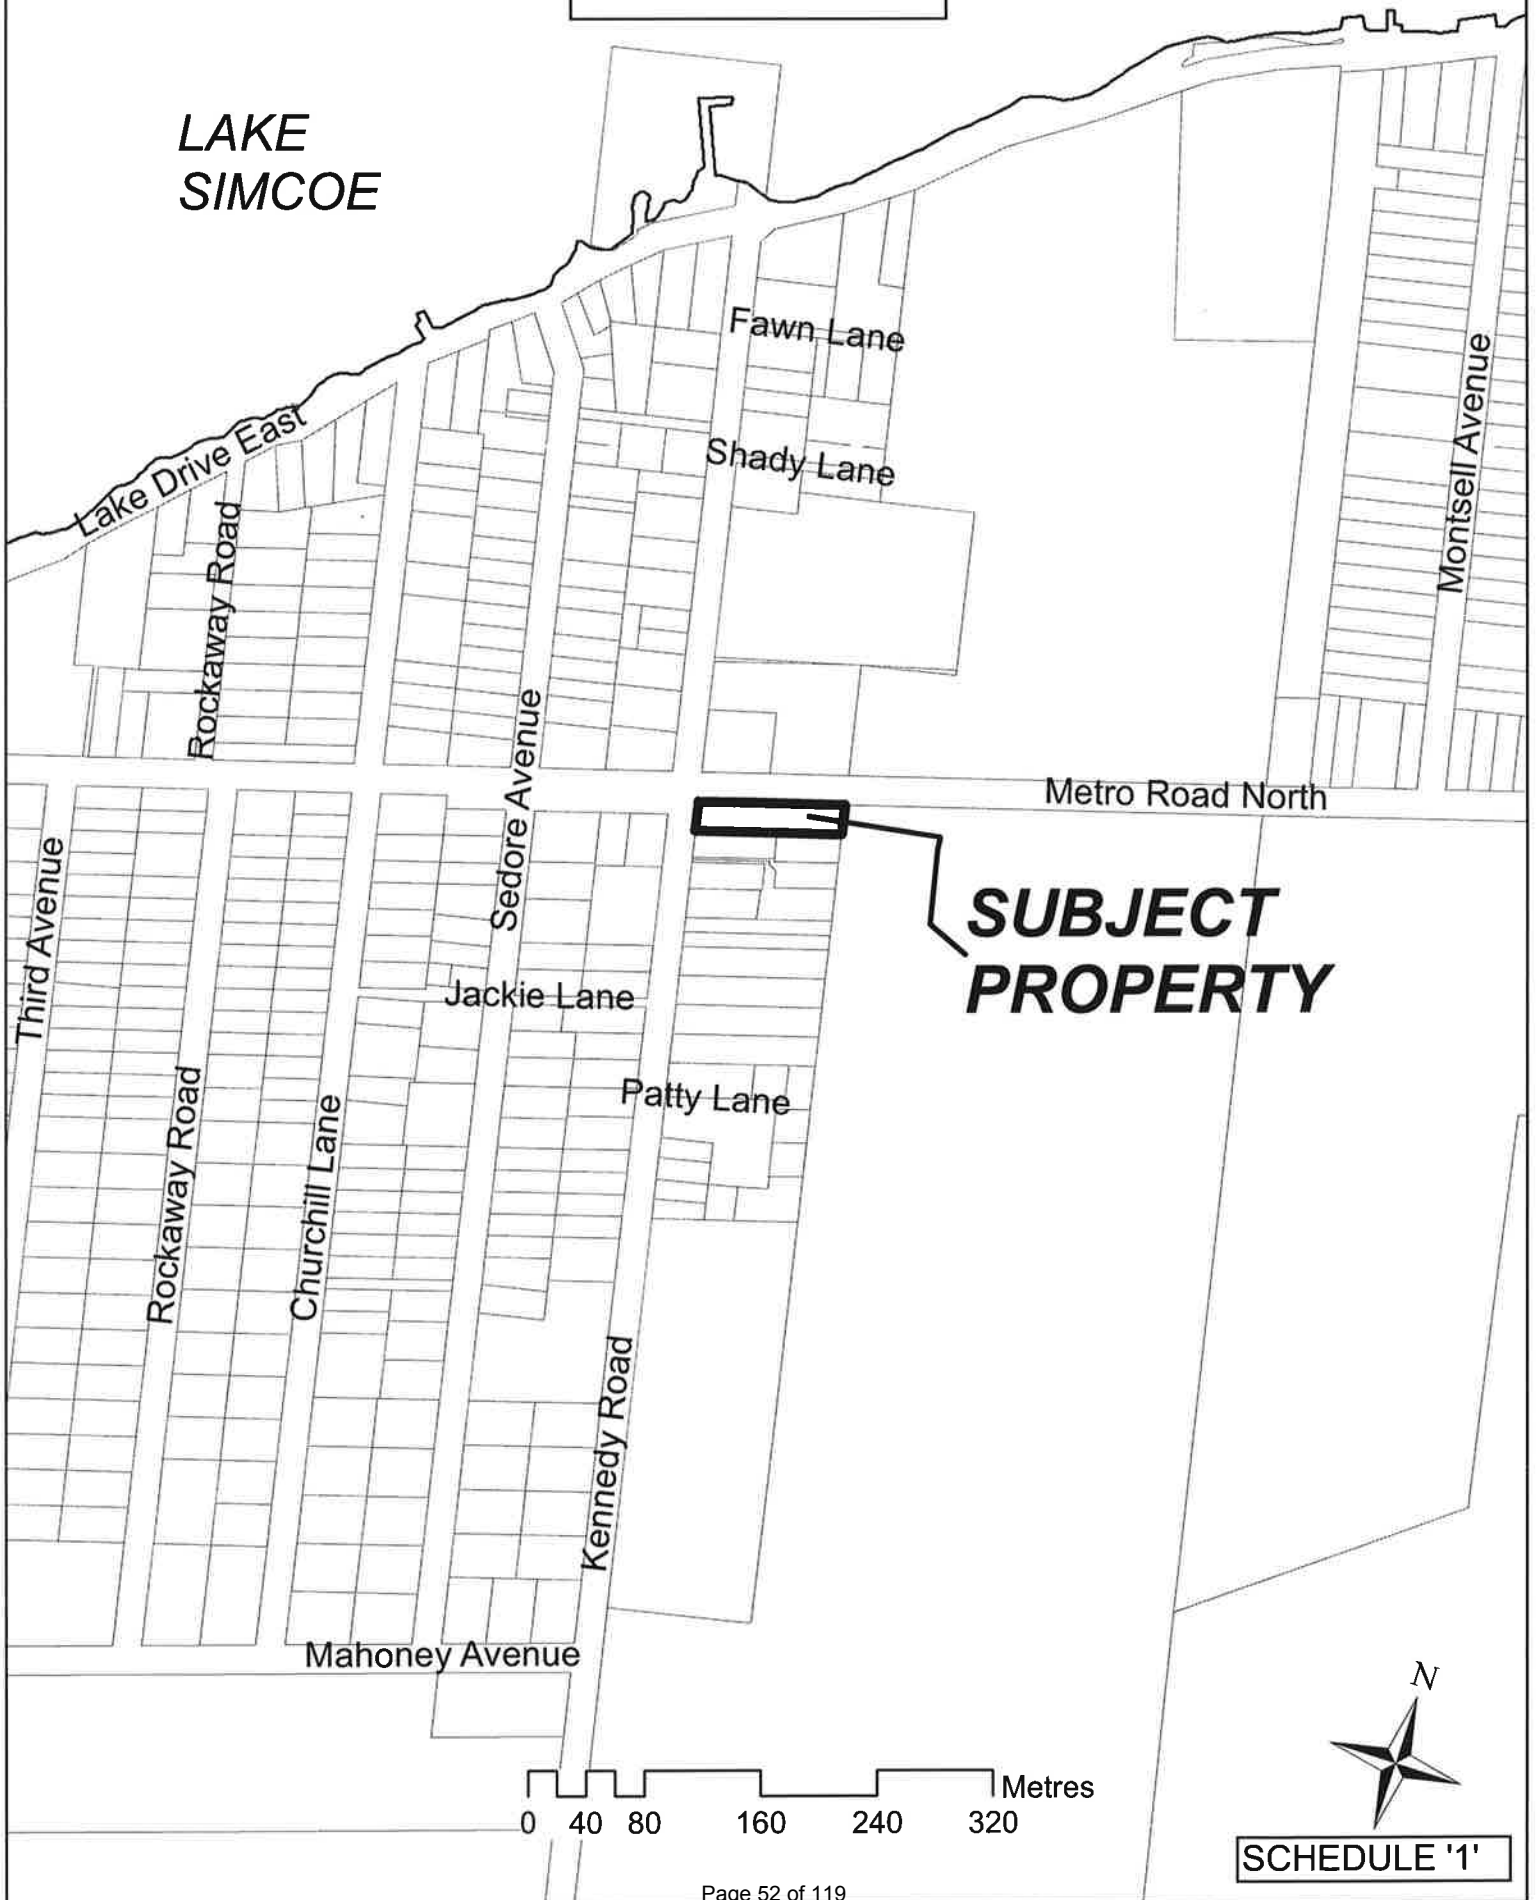 LAKE
SIMCOE
Fawn Lane
Shady Lane
Montsell Avenue
Lake Drive East
Rockaway Road
Sedore Avenue
Metro Road North
SUBJECT
PROPERTY
Third Avenue
Jackie Lane
Patty Lane
Rockaway Road
Churchill Lane
Kennedy Road
Mahoney Avenue
N
Metres
0 40 80 160 240 320
SCHEDULE '1'
Page 52 of 119